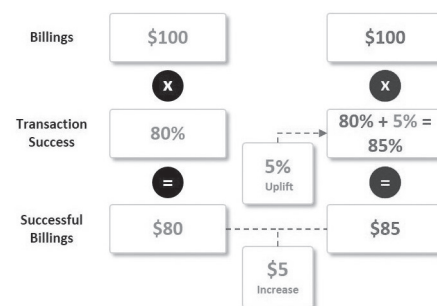 Billings
$100
$100
x
x
Transaction
Success
80%
80% + 5% =
85%
5%
Uplift
=
=
Successful
Billings
$80
$85
$5
Increase